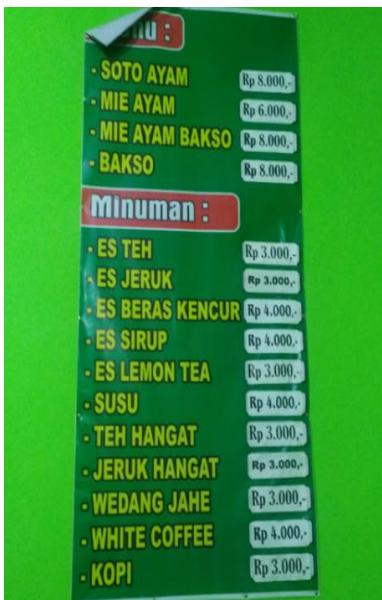 - SOTO AYAM Rp 8.000,-
- MIE AYAM Rp 6.000,-
- MIE AYAM BAKSO Rp 8.000,-
- BAKSO Rp 8.000,-
Minuman :
- ES TEH Rp 3.000,-
- ES JERUK Rp 3.000,-
- ES BERAS KENCUR Rp 4.000,-
- ES SIRUP Rp 4.000,-
- ES LEMON TEA Rp 3.000,-
- SUSU Rp 4.000,-
- TEH HANGAT Rp 3.000,-
- JERUK HANGAT Rp 3.000,-
- WEDANG JAHE Rp 3.000,-
- WHITE COFFEE Rp 4.000,-
- KOPI Rp 3.000,-